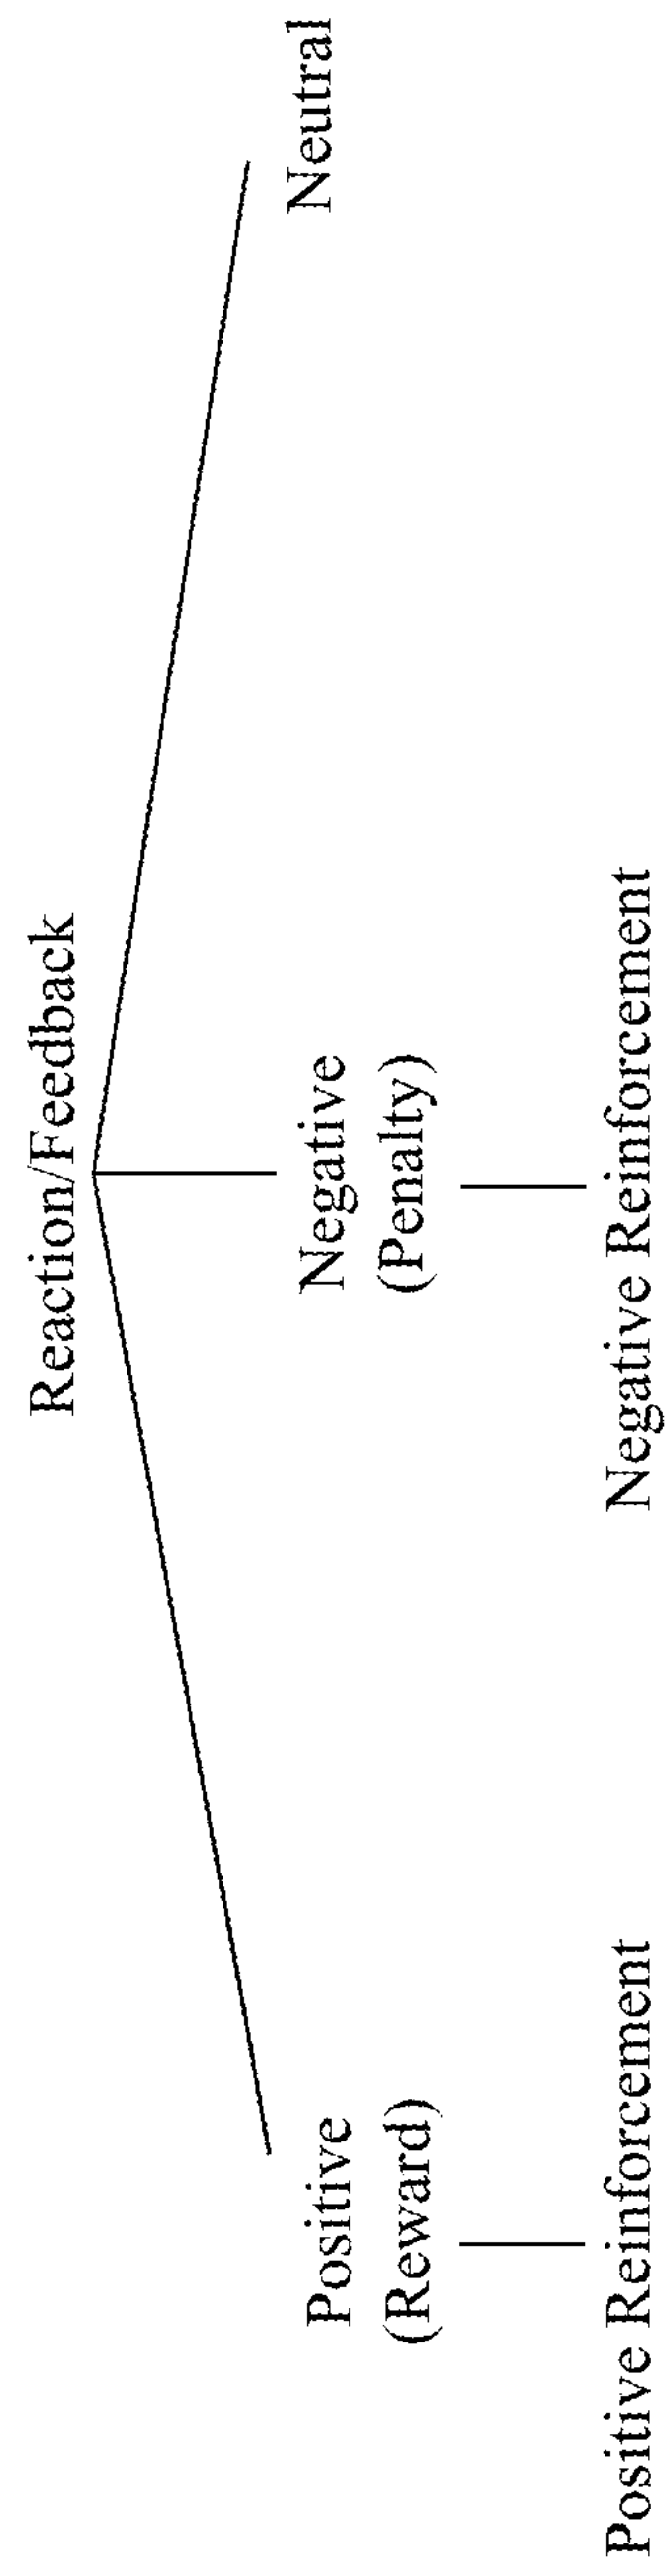 Reaction/Feedback
Positive
(Reward)
Negative
(Penalty)
Neutral
Positive Reinforcement
Negative Reinforcement